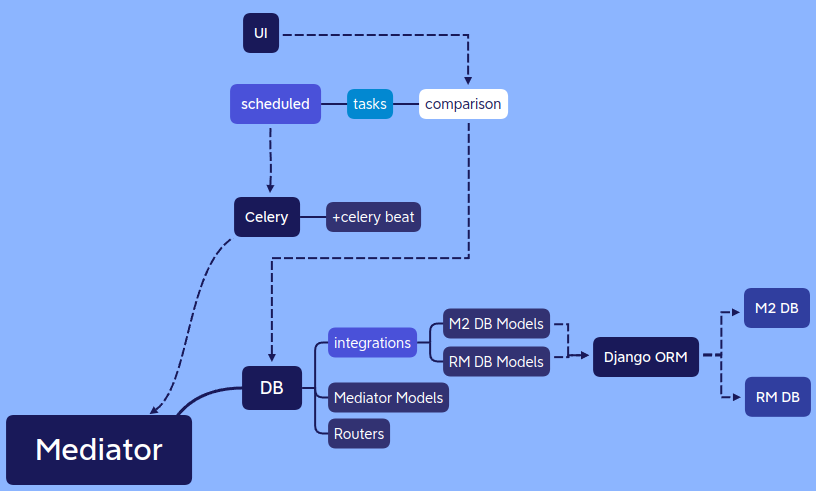 UI
scheduled
tasks
comparison
Celery
+celery beat
M2 DB
M2 DB Models
integrations
Django ORM
RM DB Models
DB
Mediator Models
RM DB
Routers
Mediator